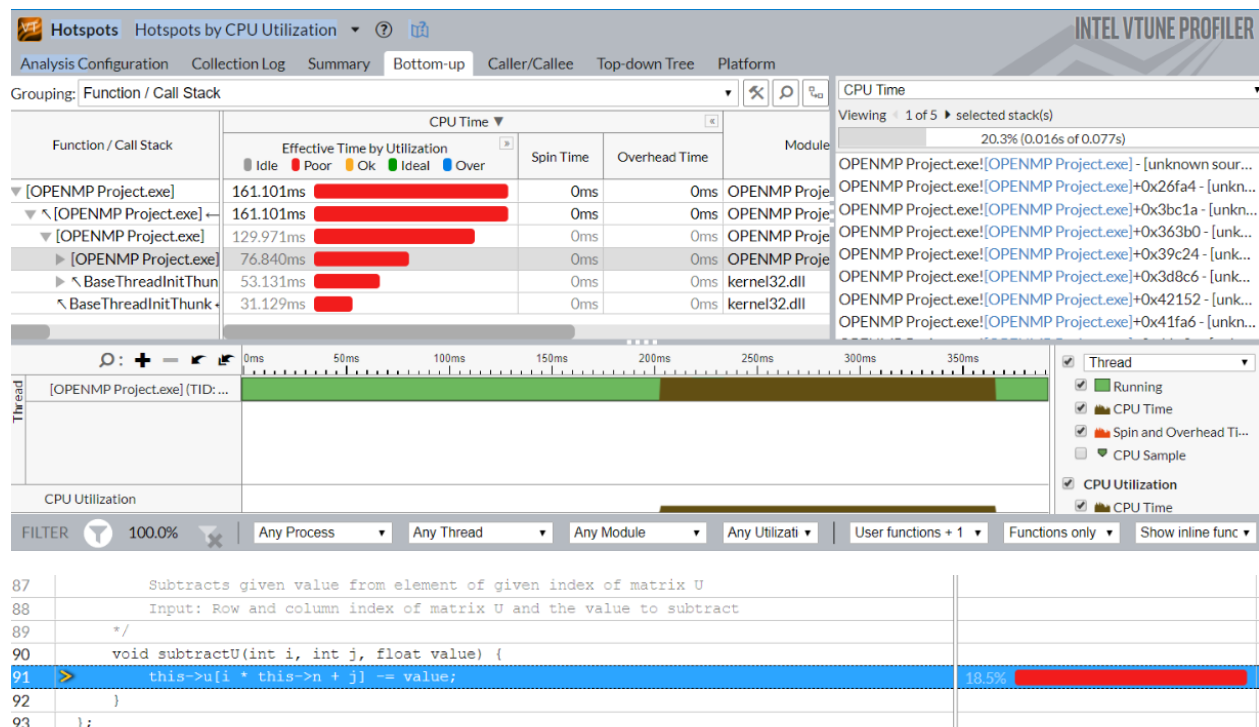 Hotspots Hotspots by CPU Utilization
INTEL VTUNE PROFILER
Analysis Configuration Collection Log Summary Bottom-up Caller/Callee Top-down Tree Platform
Grouping: Function / Call Stack
CPU Time
Function / Call Stack
CPU Time ▼
Effective Time by Utilization
Idle Poor Ok Ideal Over
Spin Time
Overhead Time
Module
Viewing 1 of 5 selected stack(s)
20.3% (0.016s of 0.077s)
[OPENMP Project.exe] 161.101ms 0ms 0ms OPENMP Proje
[OPENMP Project.exe] ← 161.101ms 0ms 0ms OPENMP Proje
[OPENMP Project.exe] 129.971ms 0ms 0ms OPENMP Proje
[OPENMP Project.exe] 76.840ms 0ms 0ms OPENMP Proje
BaseThreadInitThun 53.131ms 0ms 0ms kernel32.dll
BaseThreadInitThunk 31.129ms 0ms 0ms kernel32.dll
OPENMP Project.exe![OPENMP Project.exe] - [unknown sour...
OPENMP Project.exe![OPENMP Project.exe]+0x26fa4 - [unkn...
OPENMP Project.exe![OPENMP Project.exe]+0x3bc1a - [unkn...
OPENMP Project.exe![OPENMP Project.exe]+0x363b0 - [unk...
OPENMP Project.exe![OPENMP Project.exe]+0x39c24 - [unk...
OPENMP Project.exe![OPENMP Project.exe]+0x3d8c6 - [unk...
OPENMP Project.exe![OPENMP Project.exe]+0x42152 - [unk...
OPENMP Project.exe![OPENMP Project.exe]+0x41fa6 - [unkn...
0ms 50ms 100ms 150ms 200ms 250ms 300ms 350ms
Thread
[OPENMP Project.exe] (TID: ...
CPU Utilization
Thread
Running
CPU Time
Spin and Overhead Ti...
CPU Sample
CPU Utilization
CPU Time
FILTER 100.0% Any Process Any Thread Any Module Any Utilizati User functions + 1 Functions only Show inline func
87 Subtracts given value from element of given index of matrix U
88 Input: Row and column index of matrix U and the value to subtract
89 */
90 void subtractU(int i, int j, float value) {
91 this->u[i * this->n + j] -= value; 18.5%
92 }
93 };